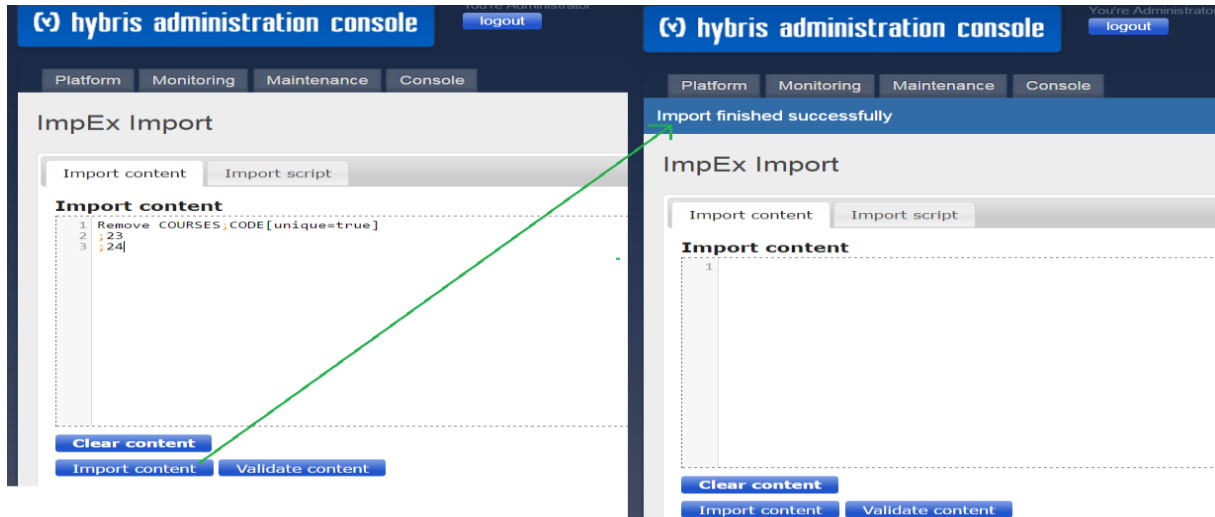 You're Administrator
hybris administration console
logout
Platform Monitoring Maintenance Console
ImpEx Import
Import content Import script
Import content
1 Remove COURSES;CODE[unique=true]
2 ;23
3 ;24
Clear content
Import content Validate content
You're Administrator
hybris administration console
logout
Platform Monitoring Maintenance Console
Import finished successfully
ImpEx Import
Import content Import script
Import content
1
Clear content
Import content Validate content